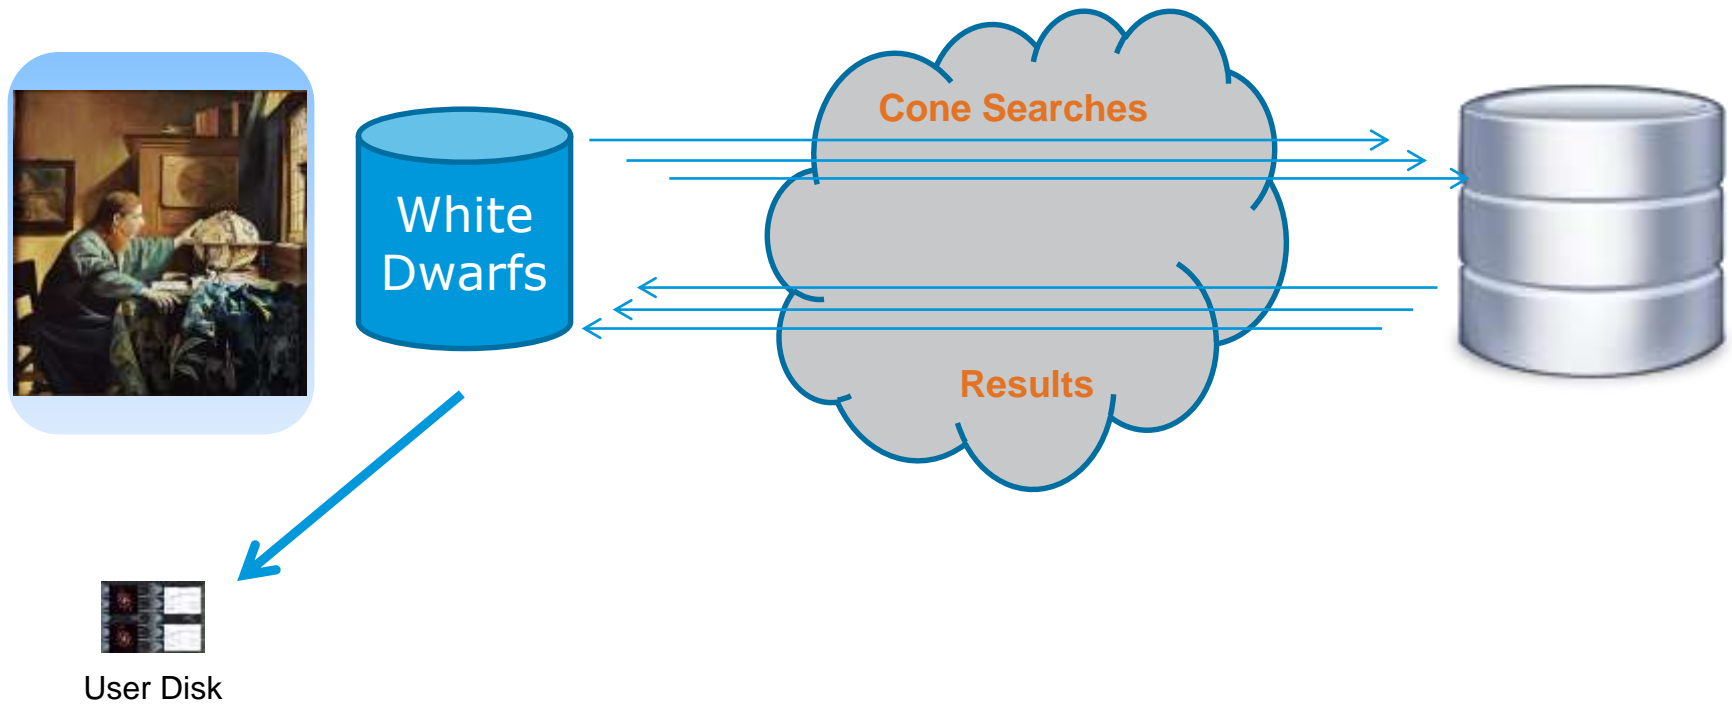 Cone Searches
White
Dwarfs
Results
User Disk